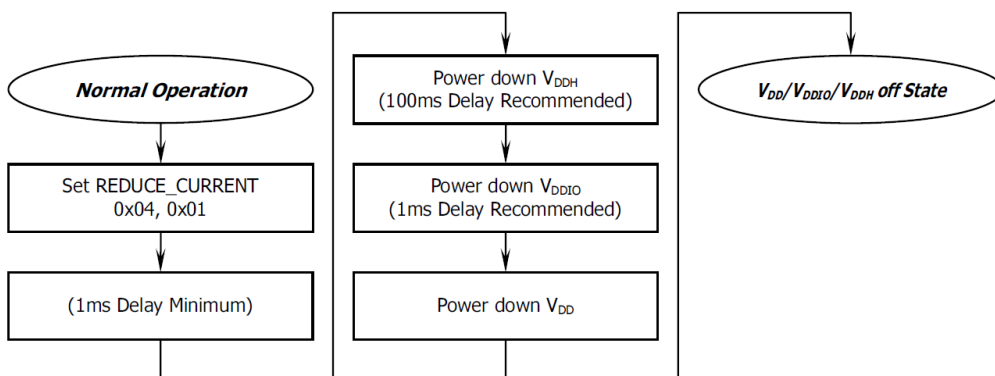 Normal Operation
Set REDUCE_CURRENT
0x04, 0x01
(1ms Delay Minimum)
Power down VDDH
(100ms Delay Recommended)
Power down VDDIO
(1ms Delay Recommended)
Power down VDD
VDD/VDDIO/VDDH off State